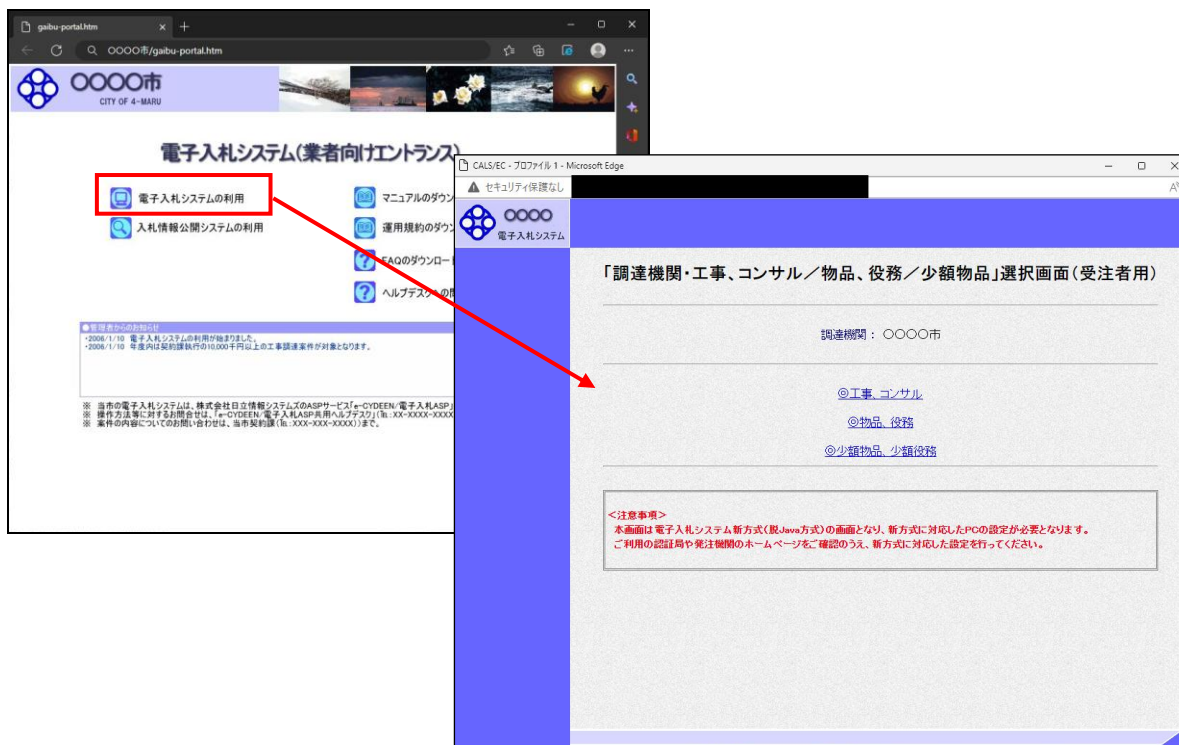 gaibu-portal.htm
〇〇〇〇市/gaibu-portal.htm
〇〇〇〇市
CITY OF 4-MARU
電子入札システム(業者向けエントランス)
電子入札システムの利用
入札情報公開システムの利用
マニュアルのダウン
運用規約のダウン
FAQのダウンロー
ヘルプデスクへの問
●管理者からのお知らせ
・2006/1/10 電子入札システムの利用が始まりました。
・2006/1/10 年度内は契約課執行の10,000千円以上の工事調達案件が対象となります。
※ 当市の電子入札システムは、株式会社日立情報システムズのASPサービス「e-CYDEEN/電子入札ASP」
※ 操作方法等に対するお問合せは、「e-CYDEEN/電子入札ASP共用ヘルプデスク」(℡:XX-XXXX-XXXX
※ 案件の内容についてのお問い合わせは、当市契約課(℡:XXX-XXX-XXXX))まで。
CALS/EC - プロファイル 1 - Microsoft Edge
セキュリティ保護なし
〇〇〇〇
電子入札システム
「調達機関・工事、コンサル/物品、役務/少額物品」選択画面(受注者用)
調達機関: 〇〇〇〇市
◎工事、コンサル
◎物品、役務
◎少額物品、少額役務
<注意事項>
本画面は電子入札システム新方式(脱Java方式)の画面となり、新方式に対応したPCの設定が必要となります。
ご利用の認証局や発注機関のホームページをご確認のうえ、新方式に対応した設定を行ってください。